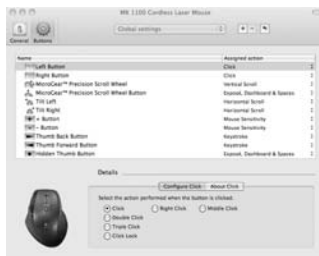 MX 1100 Cordless Laser Mouse
General Buttons
Global settings
+ -
Name Assigned action
Left Button Click
Right Button Click
MicroGear™ Precision Scroll Wheel Vertical Scroll
MicroGear™ Precision Scroll Wheel Button Exposé, Dashboard & Spaces
Tilt Left Horizontal Scroll
Tilt Right Horizontal Scroll
+ Button Mouse Sensitivity
- Button Mouse Sensitivity
Thumb Back Button Keystroke
Thumb Forward Button Keystroke
Hidden Thumb Button Exposé, Dashboard & Spaces
Details
Configure Click About Click
Select the action performed when the button is clicked.
Click Right Click Middle Click
Double Click
Triple Click
Click Lock